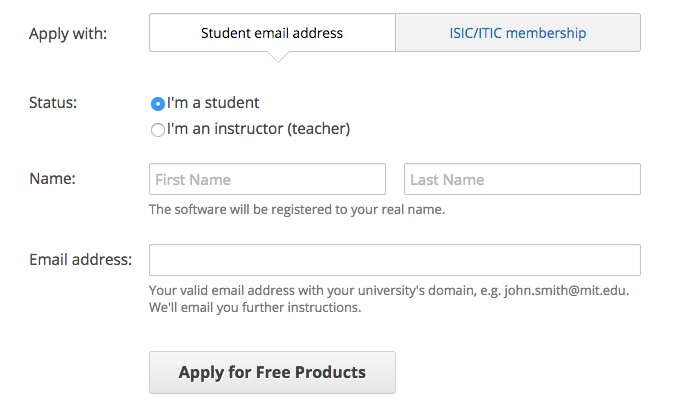 Apply with: Student email address ISIC/ITIC membership
Status: I'm a student
I'm an instructor (teacher)
Name: First Name Last Name
The software will be registered to your real name.
Email address:
Your valid email address with your university's domain, e.g. john.smith@mit.edu.
We'll email you further instructions.
Apply for Free Products